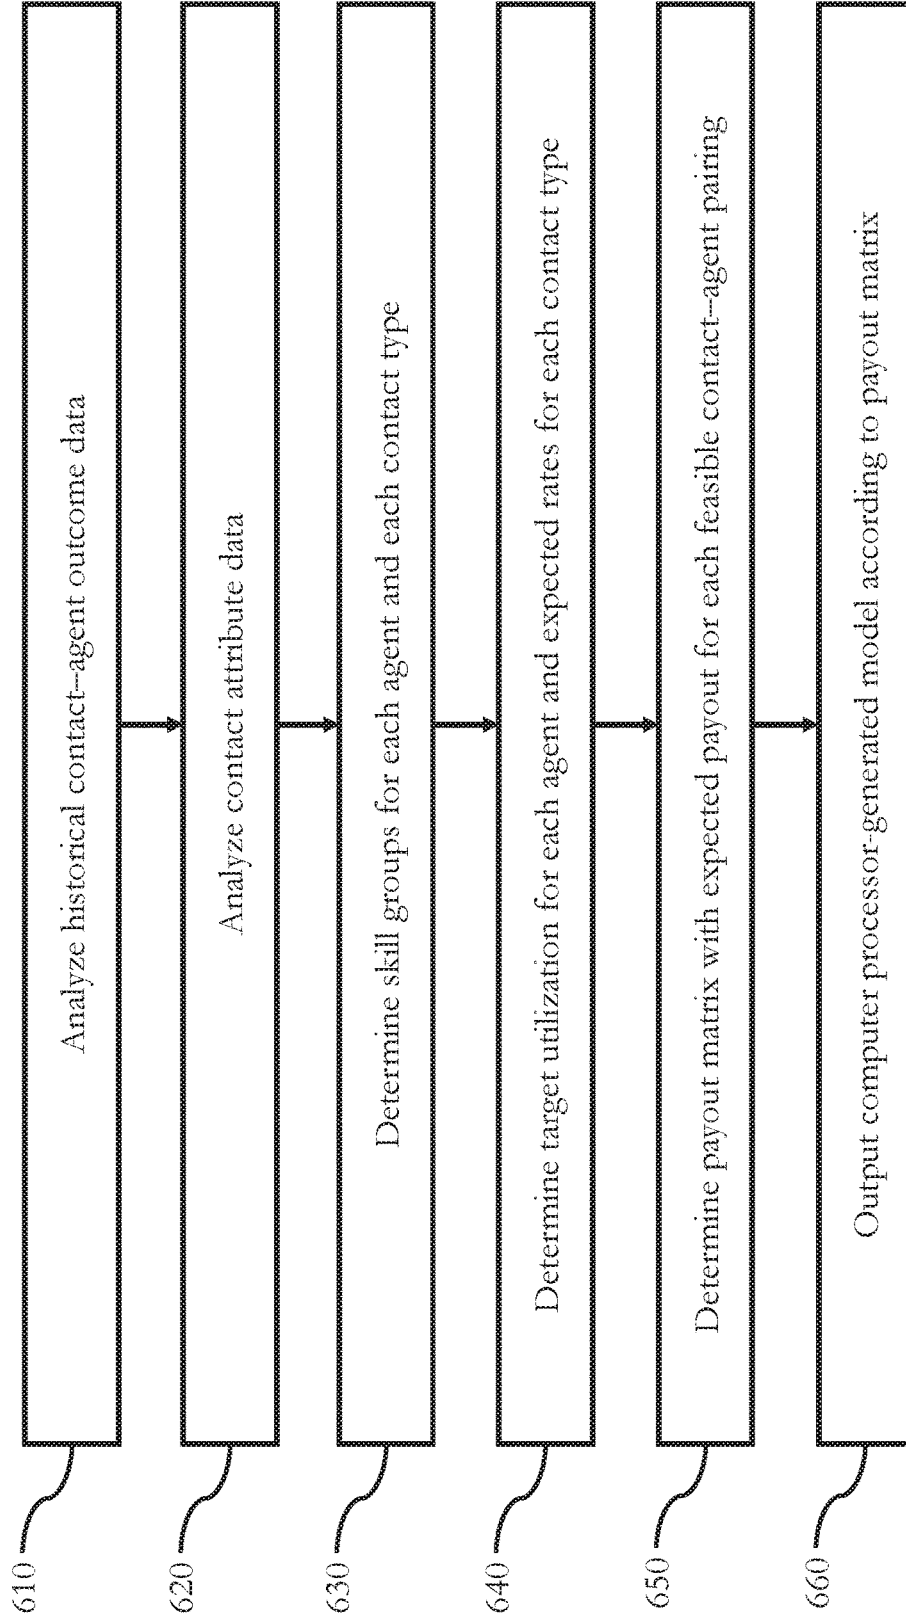 610
Analyze historical contact–agent outcome data
620
Analyze contact attribute data
630
Determine skill groups for each agent and each contact type
640
Determine target utilization for each agent and expected rates for each contact type
650
Determine payout matrix with expected payout for each feasible contact–agent pairing
660
Output computer processor-generated model according to payout matrix